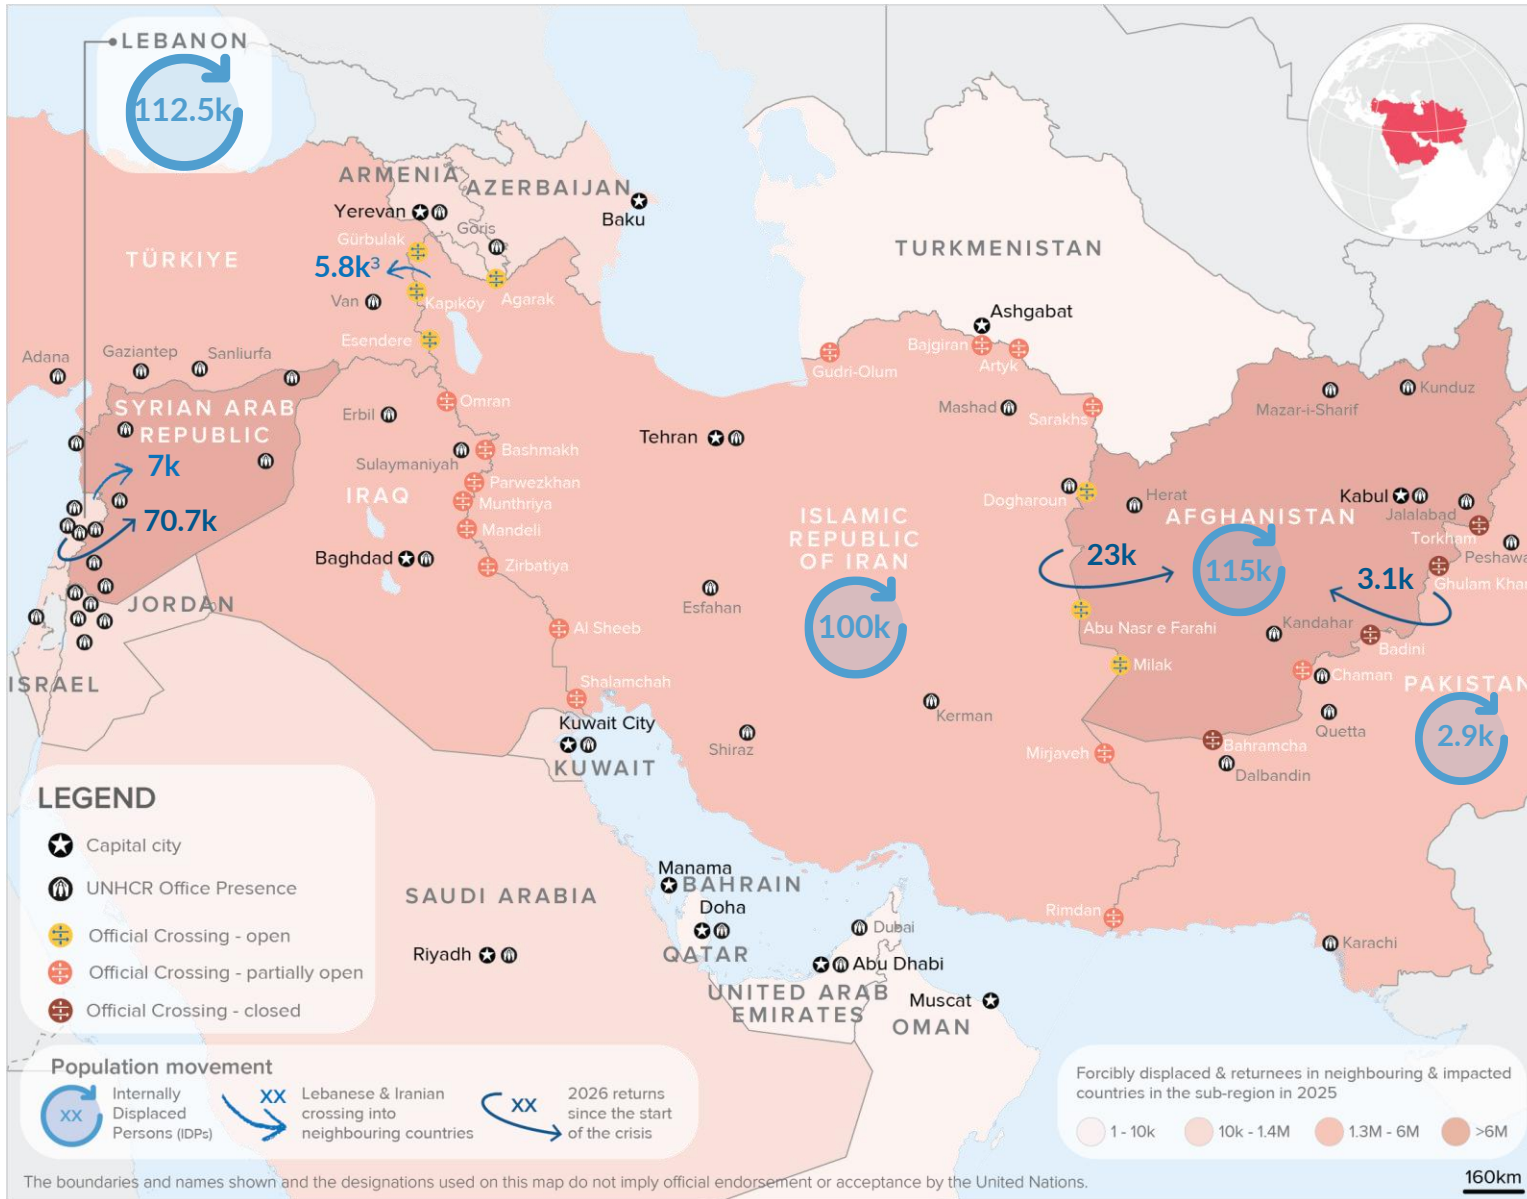 LEBANON
112.5k
ARMENIA
AZERBAIJAN
Yerevan
Baku
Goris
Gürbulak
TÜRKİYE
5.8k³
TURKMENISTAN
Van
Kapıköy
Agarak
Ashgabat
Esendere
Bajgiran
Artyk
Gudri-Olum
Adana
Gaziantep
Sanliurfa
Kunduz
Mazar-i-Sharif
SYRIAN ARAB
REPUBLIC
Omran
Erbil
Mashad
Sarakhs
Tehran
Bashmakh
Sulaymaniyah
7k
Parwezkhan
IRAQ
Munthriya
Dogharoun
Herat
Kabul
Jalalabad
70.7k
Mandeli
ISLAMIC
REPUBLIC
OF IRAN
AFGHANISTAN
Torkham
Peshawa
Baghdad
Zirbatiya
23k
115k
3.1k
Ghulam Khan
Esfahan
JORDAN
100k
Al Sheeb
Abu Nasr e Farahi
Kandahar
Badini
Milak
Chaman
ISRAEL
PAKISTAN
Shalamchah
Kerman
Kuwait City
Quetta
2.9k
KUWAIT
Shiraz
Mirjaveh
Bahramcha
Dalbandin
LEGEND
Capital city
UNHCR Office Presence
Official Crossing - open
Official Crossing - partially open
Official Crossing - closed
SAUDI ARABIA
Manama
BAHRAIN
Doha
QATAR
Riyadh
Dubai
Abu Dhabi
UNITED ARAB
EMIRATES
Muscat
OMAN
Rimdan
Karachi
Population movement
XX
Internally
Displaced
Persons (IDPs)
XX
Lebanese & Iranian
crossing into
neighbouring countries
XX
2026 returns
since the start
of the crisis
Forcibly displaced & returnees in neighbouring & impacted
countries in the sub-region in 2025
1 - 10k
10k - 1.4M
1.3M - 6M
>6M
The boundaries and names shown and the designations used on this map do not imply official endorsement or acceptance by the United Nations.
160km